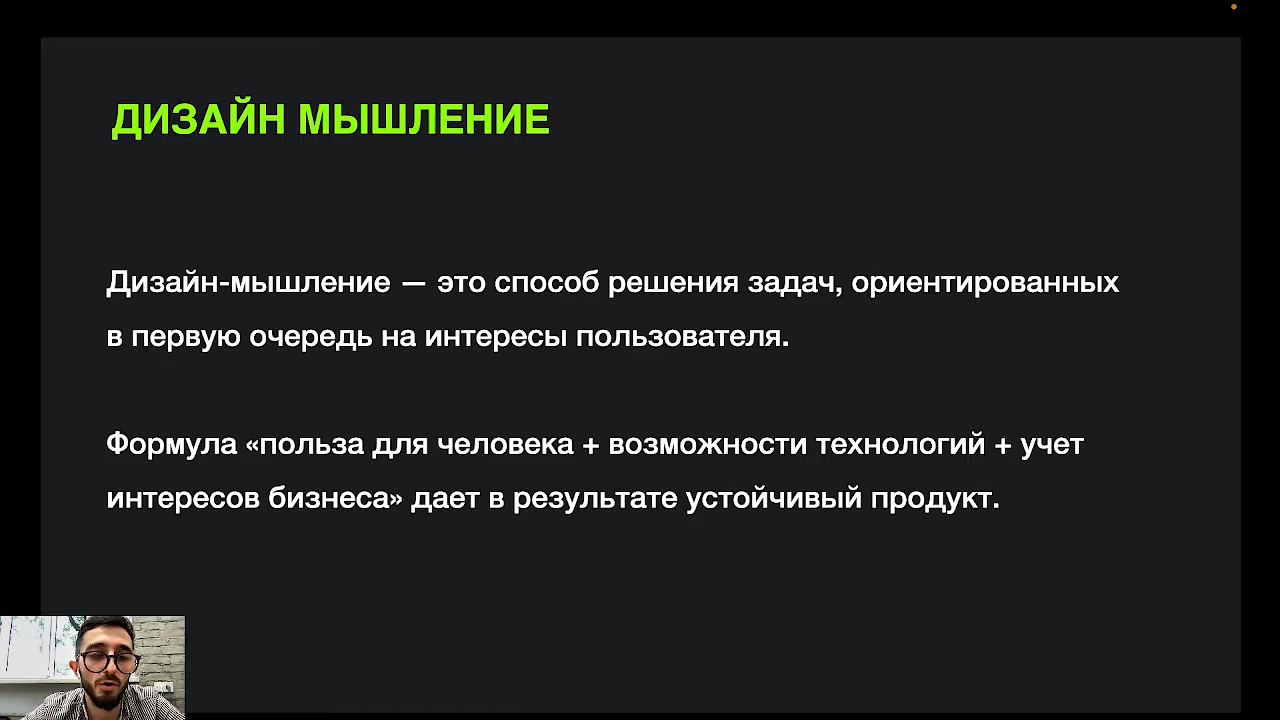 ДИЗАЙН МЫШЛЕНИЕ
Дизайн-мышление — это способ решения задач, ориентированных
в первую очередь на интересы пользователя.
Формула «польза для человека + возможности технологий + учет
интересов бизнеса» дает в результате устойчивый продукт.